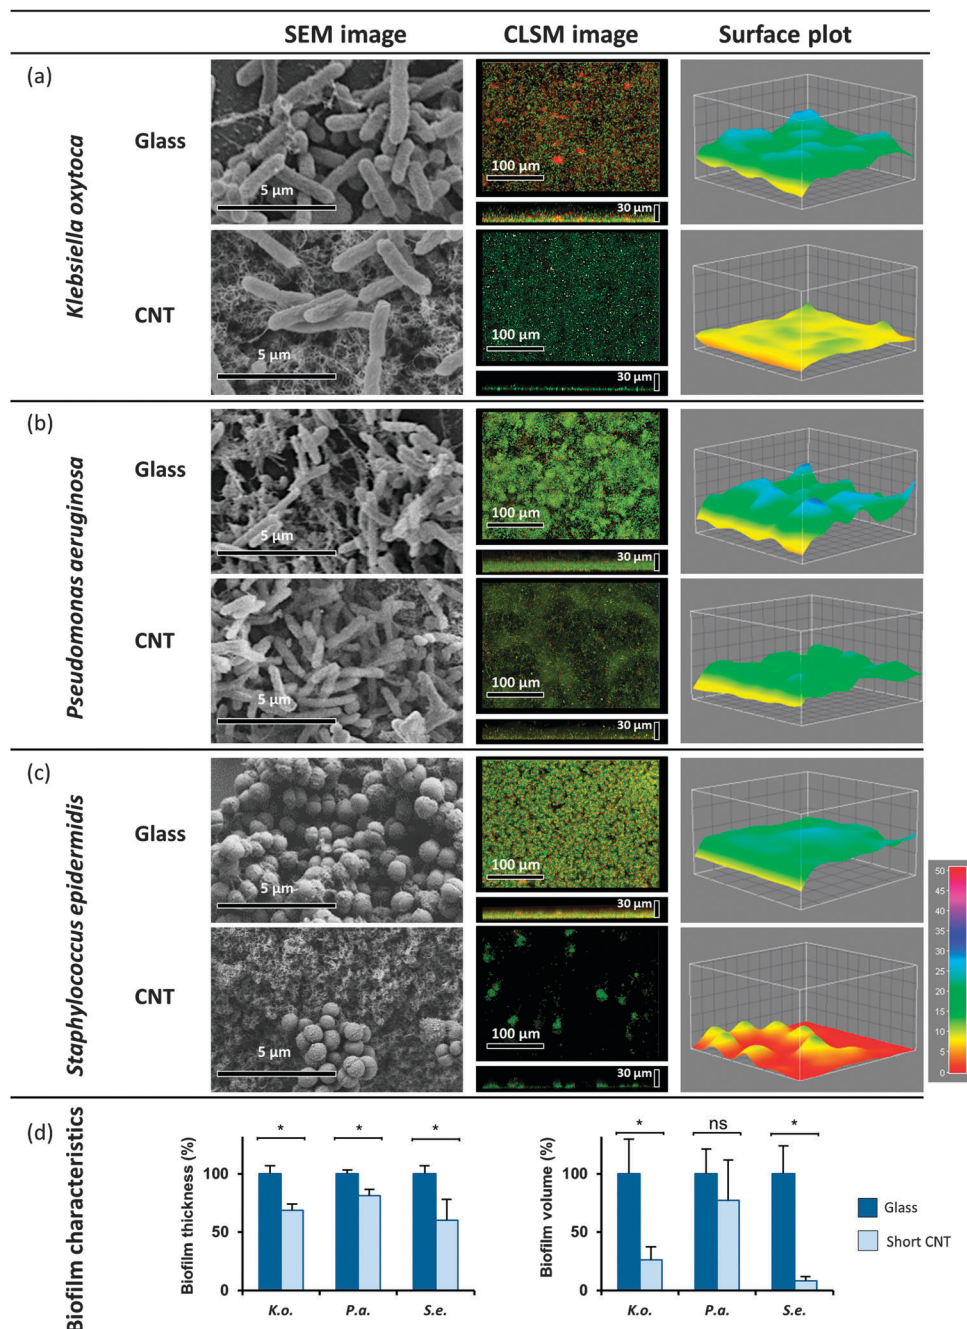 SEM image CLSM image Surface plot
(a)
Klebsiella oxytoca
Glass
5 µm
100 µm
30 µm
CNT
5 µm
100 µm
30 µm
(b)
Pseudomonas aeruginosa
Glass
5 µm
100 µm
30 µm
CNT
5 µm
100 µm
30 µm
(c)
Staphylococcus epidermidis
Glass
5 µm
100 µm
30 µm
CNT
5 µm
100 µm
30 µm
50
45
40
35
30
25
20
15
10
5
0
(d)
Biofilm characteristics
Biofilm thickness (%)
100
50
0
* * *
K.o. P.a. S.e.
Biofilm volume (%)
100
50
0
* ns *
K.o. P.a. S.e.
Glass
Short CNT